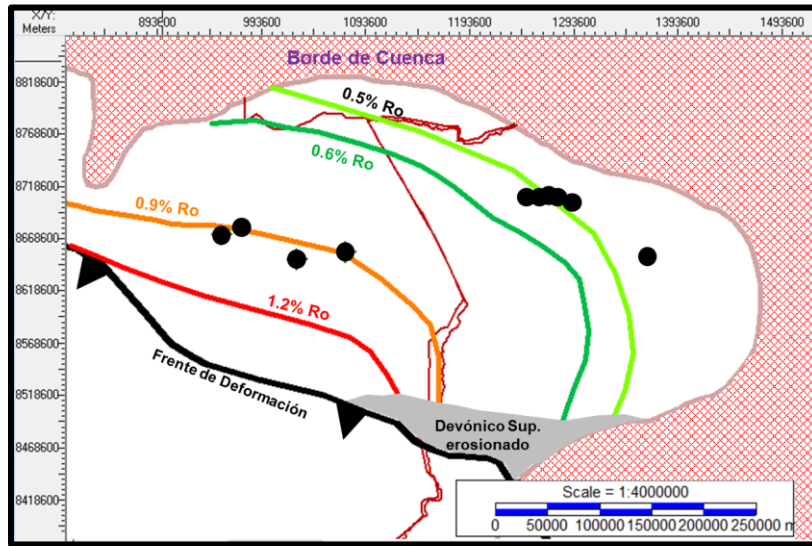 X/Y:
Meters
893600
993600
1093600
1193600
1293600
1393600
1493600
8818600
8768600
8718600
8668600
8618600
8568600
8518600
8468600
8418600
Borde de Cuenca
0.5% Ro
0.6% Ro
0.9% Ro
1.2% Ro
Frente de Deformación
Devónico Sup.
erosionado
Scale = 1:4000000
0 50000 100000 150000 200000 250000 m